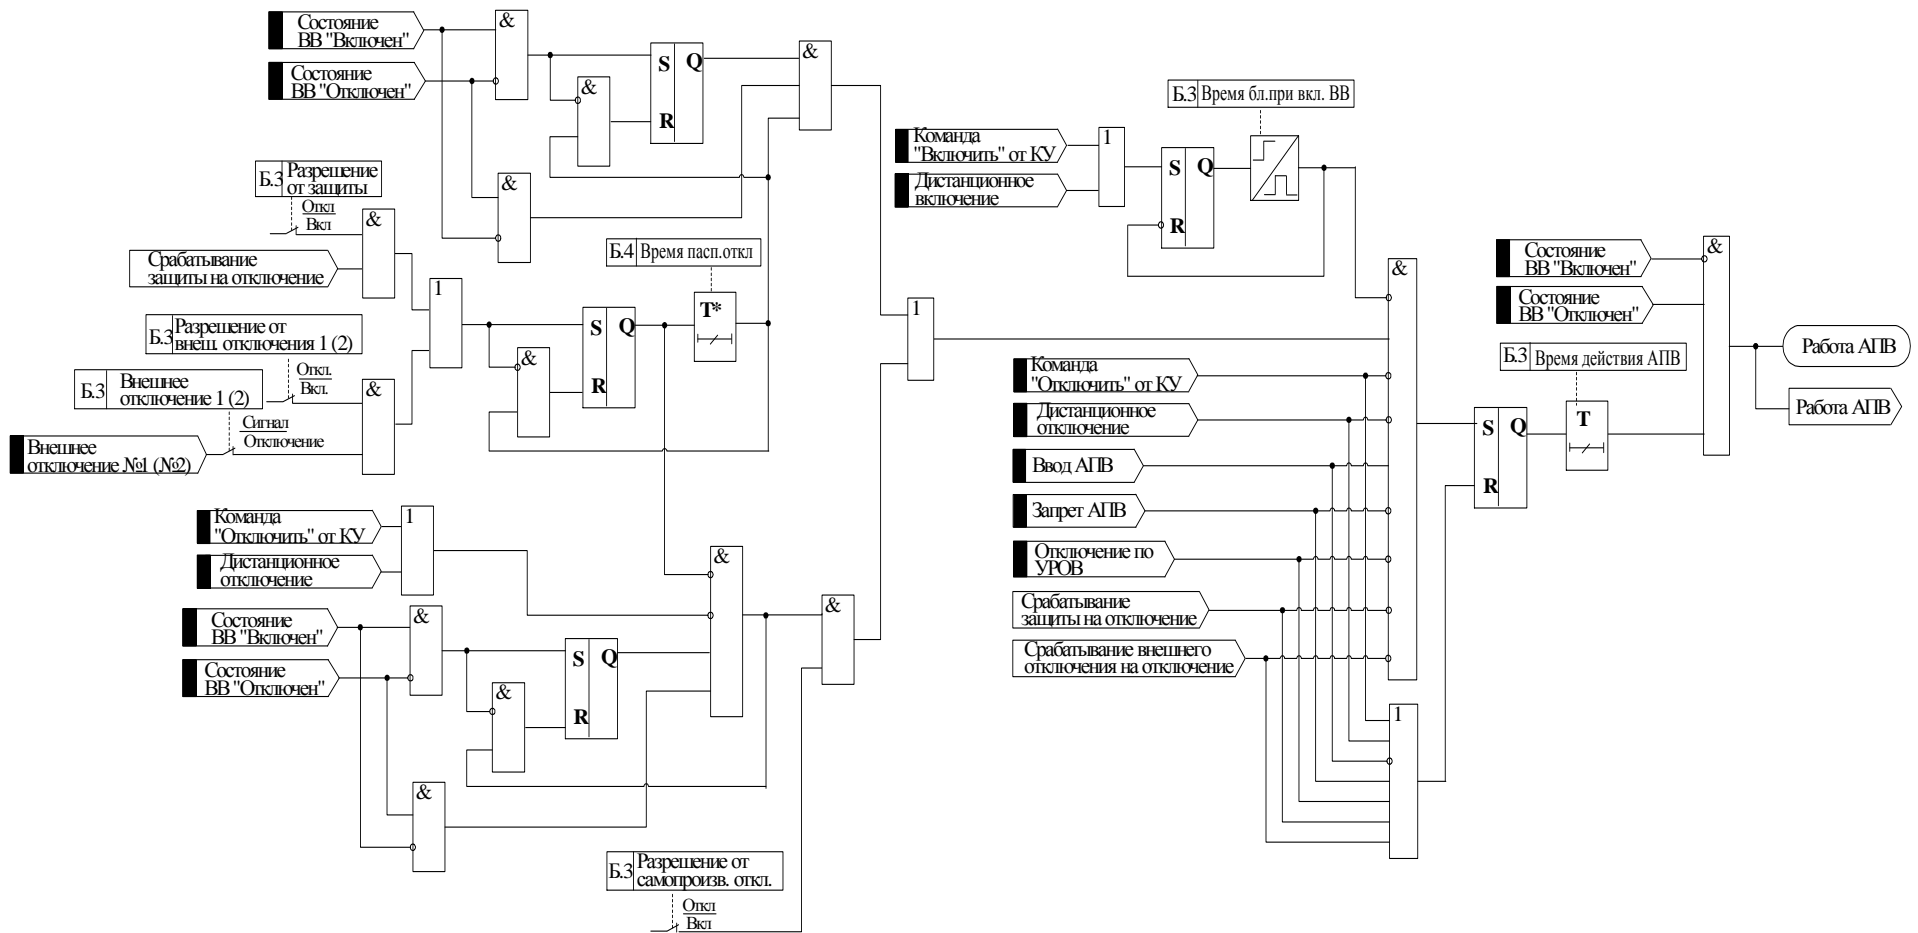 Состояние
ВВ "Включен"
&
Состояние
ВВ "Отключен"
&
S
Q
R
&
&
Б.3
Разрешение
от защиты
Откл
Вкл
&
Срабатывание
защиты на отключение
1
Б.4
Время пасп.откл
S
Q
R
T*
&
Б.3
Разрешение от
внеш. отключения 1 (2)
Откл.
Вкл.
&
Б.3
Внешнее
отключение 1 (2)
Сигнал
Отключение
Внешнее
отключение №1 (№2)
Команда
"Отключить" от КУ
1
Дистанционное
отключение
&
Состояние
ВВ "Включен"
&
Состояние
ВВ "Отключен"
S
Q
R
&
&
&
Б.3
Разрешение от
самопроизв. откл.
Откл
Вкл
1
Б.3
Время бл.при вкл. ВВ
Команда
"Включить" от КУ
1
Дистанционное
включение
S
Q
R
&
Команда
"Отключить" от КУ
Дистанционное
отключение
Ввод АПВ
Запрет АПВ
Отключение по
УРОВ
Срабатывание
защиты на отключение
Срабатывание внешнего
отключения на отключение
1
S
Q
R
Состояние
ВВ "Включен"
&
Состояние
ВВ "Отключен"
Б.3
Время действия АПВ
T
Работа АПВ
Работа АПВ